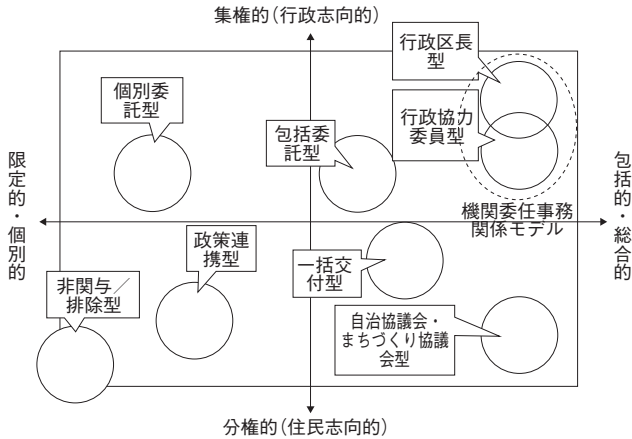 集権的(行政志向的)
行政区長
型
個別委
託型
包括委
託型
行政協力
委員型
限定的・個別的
包括的・総合的
機関委任事務
関係モデル
政策連
携型
一括交
付型
非関与／
排除型
自治協議会・
まちづくり協議
会型
分権的(住民志向的)